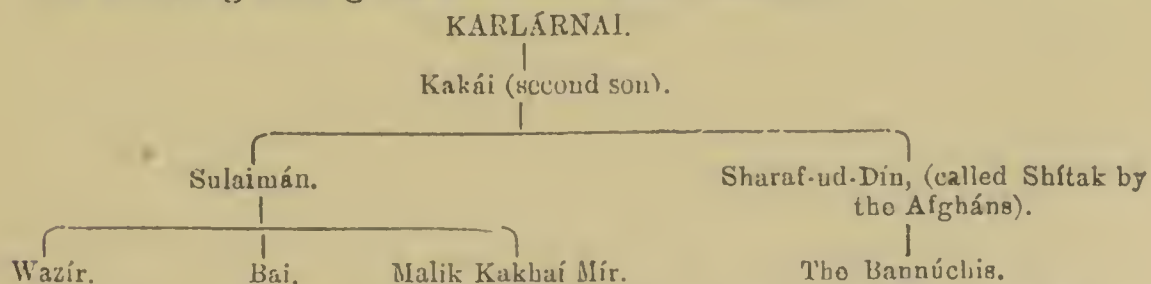 KARLÁRNAI.
Kakái (second son).
Sulaimán. Sharaf-ud-Dín, (called Shítak by
the Afgháns).
Wazír. Bai. Malik Kakhaí Mír. The Bannúchis.